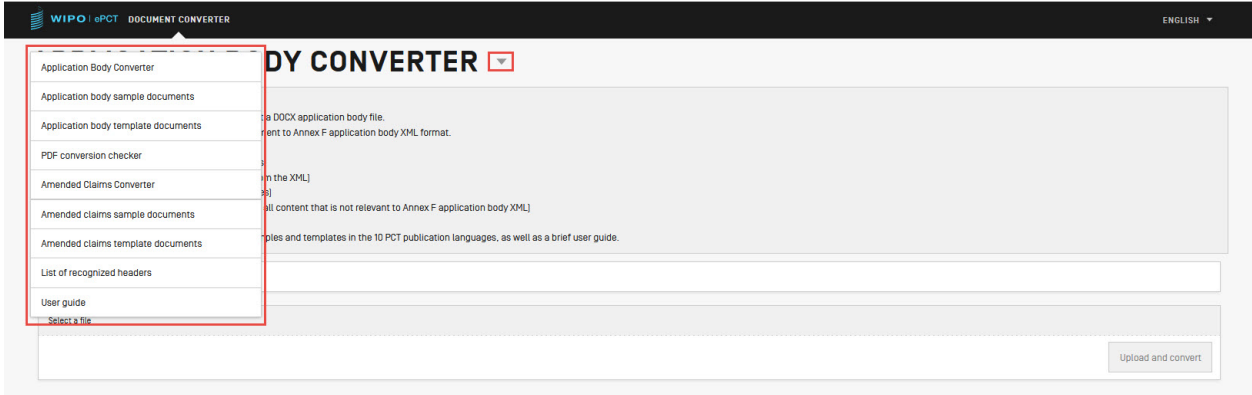 WIPO | ePCT DOCUMENT CONVERTER
ENGLISH
DY CONVERTER
Application Body Converter
Application body sample documents
a DOCX application body file.
Application body template documents
ent to Annex F application body XML format.
PDF conversion checker
Amended Claims Converter
m the XML]
es]
Amended claims sample documents
all content that is not relevant to Annex F application body XML]
Amended claims template documents
ples and templates in the 10 PCT publication languages, as well as a brief user guide.
List of recognized headers
User guide
Select a file
Upload and convert